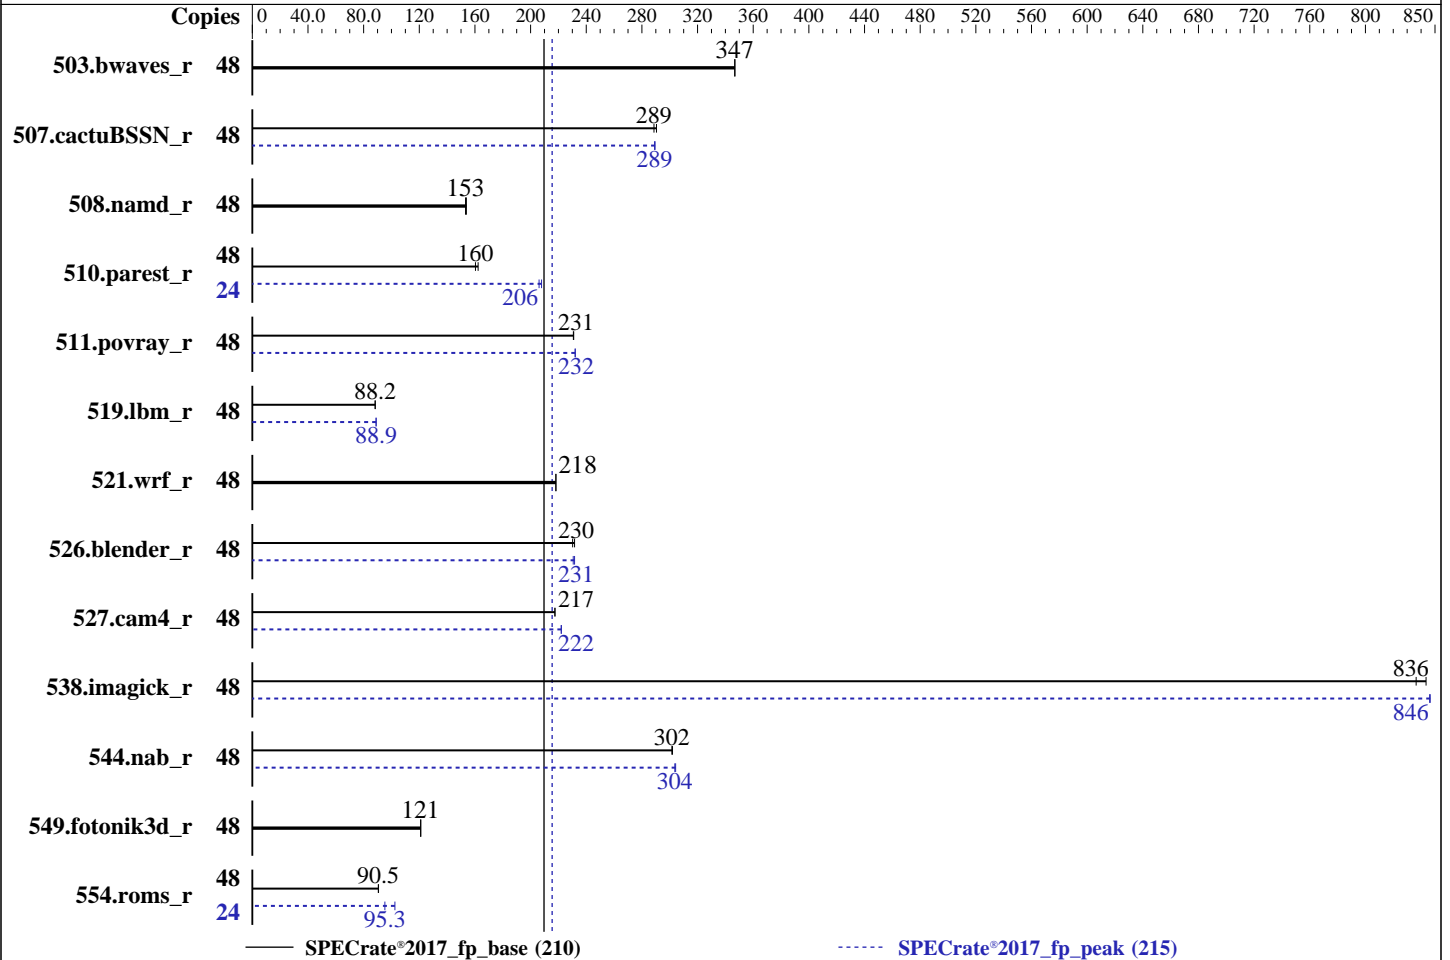 Copies 0 40.0 80.0 120 160 200 240 280 320 360 400 440 480 520 560 600 640 680 720 760 800 850
503.bwaves_r 48 347
507.cactuBSSN_r 48 289
289
508.namd_r 48 153
510.parest_r 48 160
24 206
511.povray_r 48 231
232
519.lbm_r 48 88.2
88.9
521.wrf_r 48 218
526.blender_r 48 230
231
527.cam4_r 48 217
222
538.imagick_r 48 836
846
544.nab_r 48 302
304
549.fotonik3d_r 48 121
554.roms_r 48 90.5
24 95.3
SPECrate®2017_fp_base (210) SPECrate®2017_fp_peak (215)